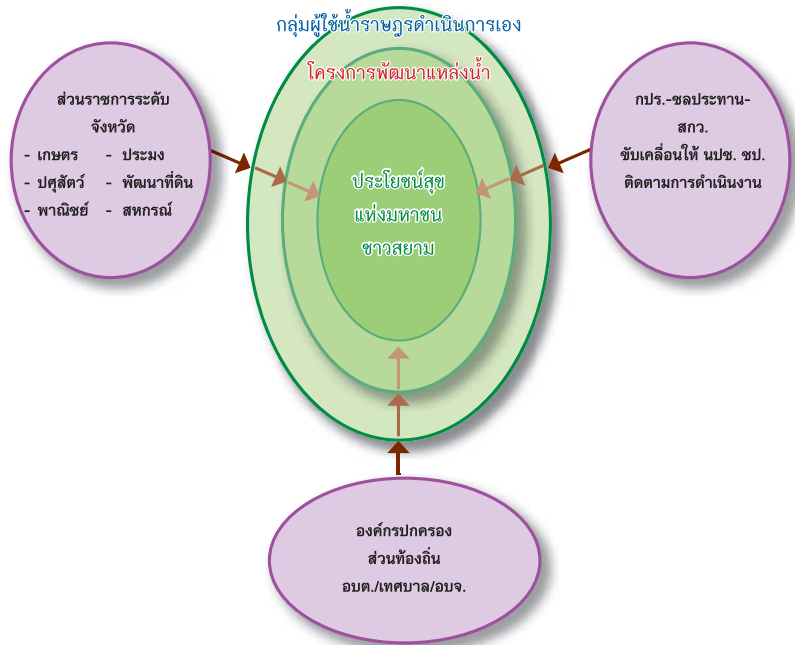 กลุ่มผู้ใช้น้ำราษฎรดำเนินการเอง
โครงการพัฒนาแหล่งน้ำ
ประโยชน์สุข
แห่งมหาชน
ชาวสยาม
ส่วนราชการระดับ
จังหวัด
- เกษตร - ประมง
- ปศุสัตว์ - พัฒนาที่ดิน
- พาณิชย์ - สหกรณ์
กปร.-ชลประทาน-
สกว.
ขับเคลื่อนให้ นปช. ชป.
ติดตามการดำเนินงาน
องค์กรปกครอง
ส่วนท้องถิ่น
อบต./เทศบาล/อบจ.